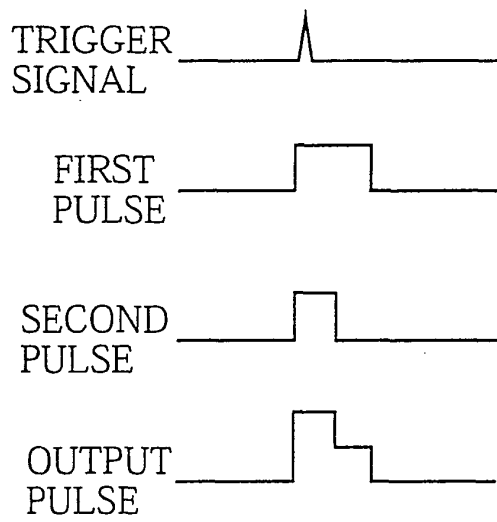 TRIGGER
SIGNAL
FIRST
PULSE
SECOND
PULSE
OUTPUT
PULSE